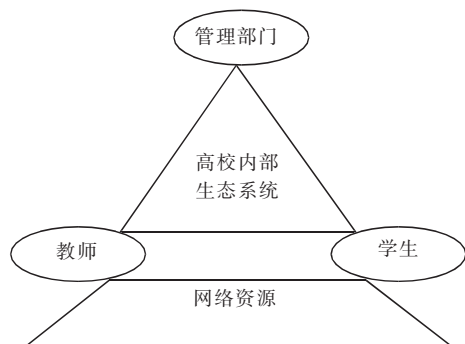 管理部门
高校内部
生态系统
教师
学生
网络资源